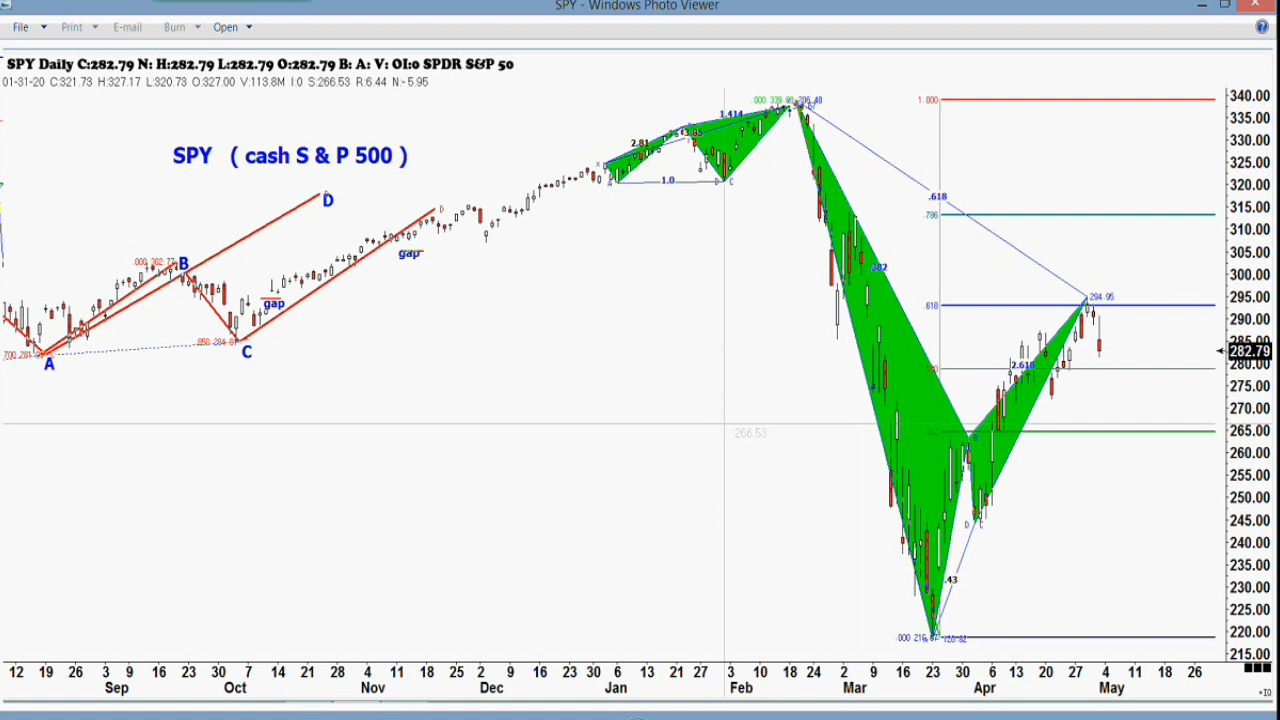 SPY - Windows Photo Viewer
File Print E-mail Burn Open
SPY Daily C:282.79 N: H:282.79 L:282.79 O:282.79 B: A: V: OI:0 SPDR S&P 50
01-31-20 C:321.73 H:327.17 L:320.73 O:327.00 V:113.8M I:0 S:266.53 R:6.44 N:-5.95
SPY ( cash S & P 500 )
340.00
335.00
330.00
325.00
320.00
315.00
310.00
305.00
300.00
295.00
290.00
285.00
282.79
280.00
275.00
270.00
265.00
260.00
255.00
250.00
245.00
240.00
235.00
230.00
225.00
220.00
215.00
1.000
.786
.618
1.414
2.81
1.0
X
A
D
C
.618
.382
294.95
2.618
266.53
B
D
C
.43
D
D
B
.000 302.77
gap
gap
A
C
12 19 26 3 9 16 23 30 7 14 21 28 4 11 18 25 2 9 16 23 30 6 13 21 27 3 10 18 24 2 9 16 23 30 6 13 20 27 4 11 18 26
Sep Oct Nov Dec Jan Feb Mar Apr May